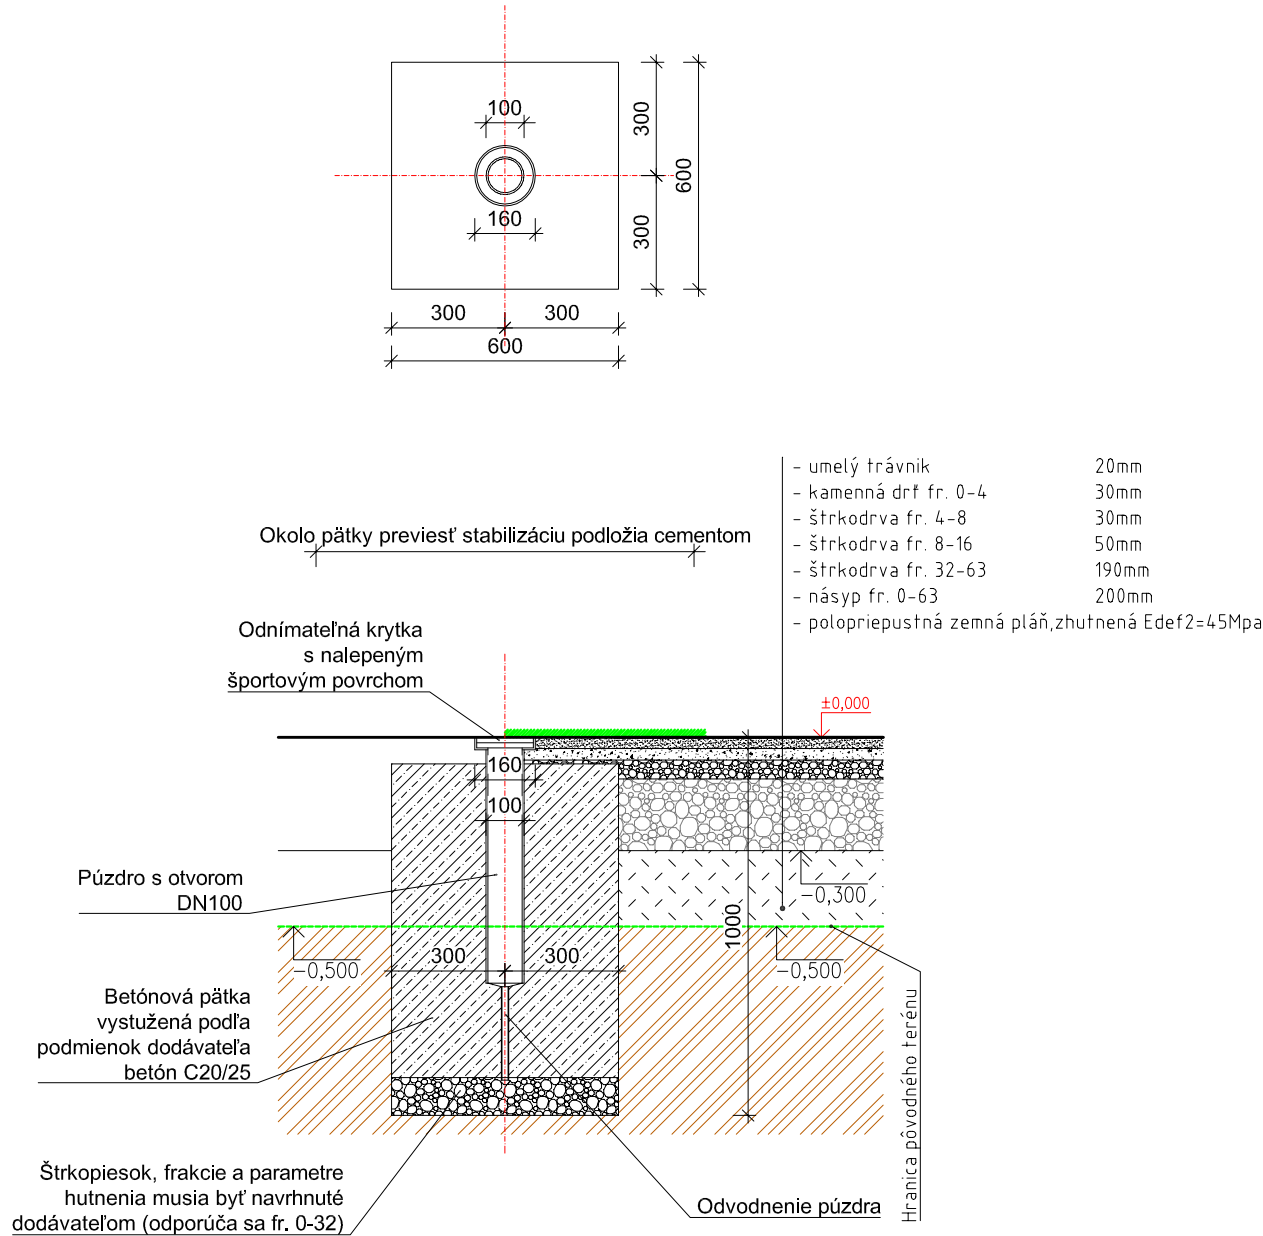 100
160
300
300
600
300
300
600
- umelý trávnik 20mm
- kamenná drť fr. 0-4 30mm
- štrkodrva fr. 4-8 30mm
- štrkodrva fr. 8-16 50mm
- štrkodrva fr. 32-63 190mm
- násyp fr. 0-63 200mm
- polopriepustná zemná pláň,zhutnená Edef2=45Mpa
Okolo pätky previesť stabilizáciu podložia cementom
Odnímateľná krytka
s nalepeným
športovým povrchom
±0,000
160
100
Púzdro s otvorom
DN100
-0,300
1000
300
300
-0,500
-0,500
Betónová pätka
vystužená podľa
podmienok dodávateľa
betón C20/25
Hranica pôvodného terénu
Štrkopiesok, frakcie a parametre
hutnenia musia byť navrhnuté
dodávateľom (odporúča sa fr. 0-32)
Odvodnenie púzdra